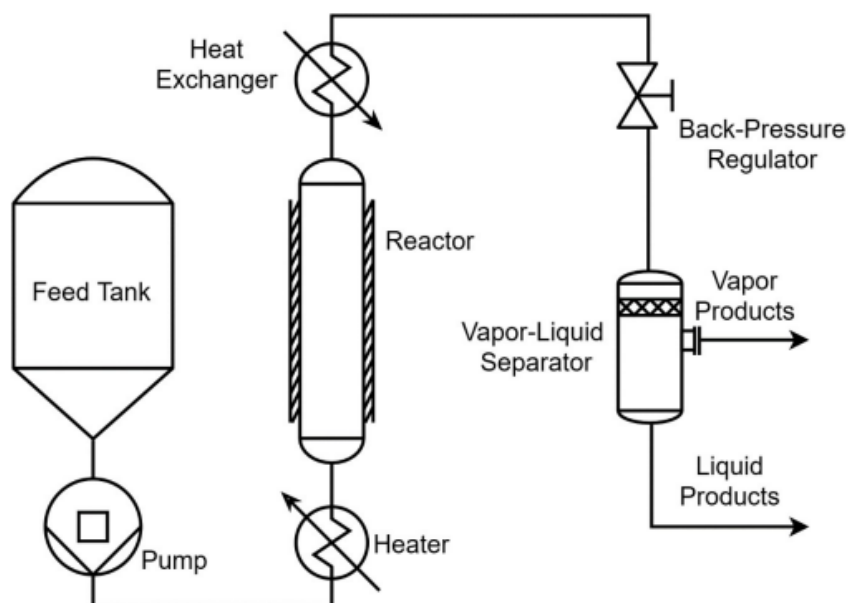 Heat
Exchanger
Back-Pressure
Regulator
Reactor
Feed Tank
Vapor
Products
Vapor-Liquid
Separator
Liquid
Products
Heater
Pump